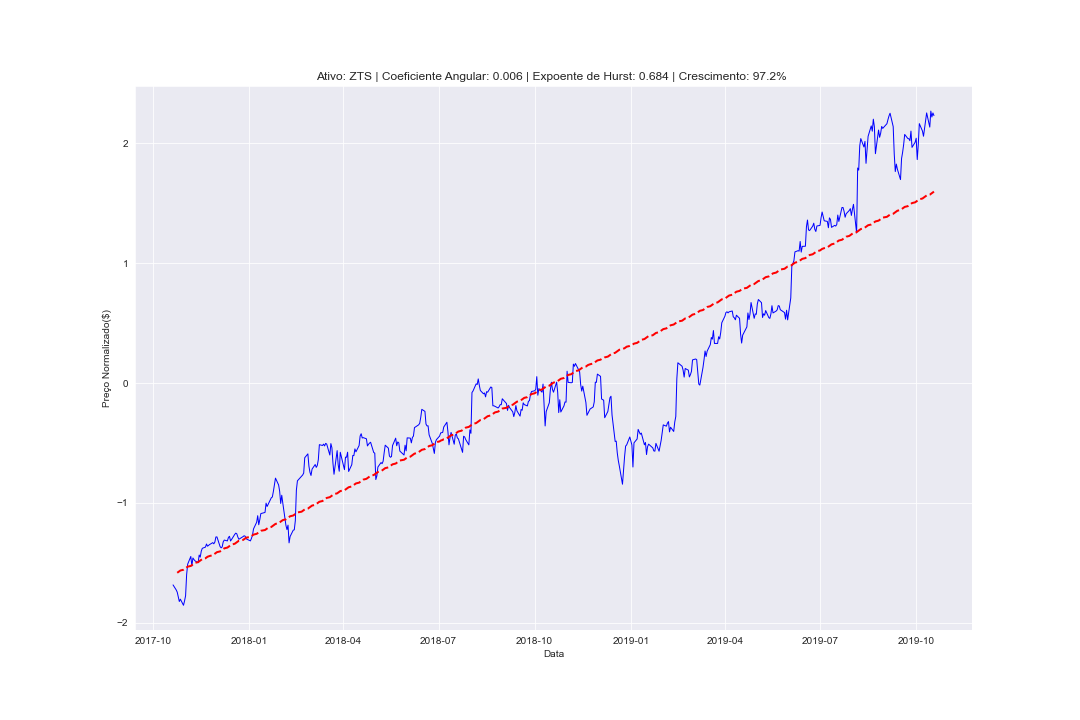 Ativo: ZTS | Coeficiente Angular: 0.006 | Expoente de Hurst: 0.684 | Crescimento: 97.2%
Preço Normalizado($)
2
1
0
−1
−2
2017-10 2018-01 2018-04 2018-07 2018-10 2019-01 2019-04 2019-07 2019-10
Data